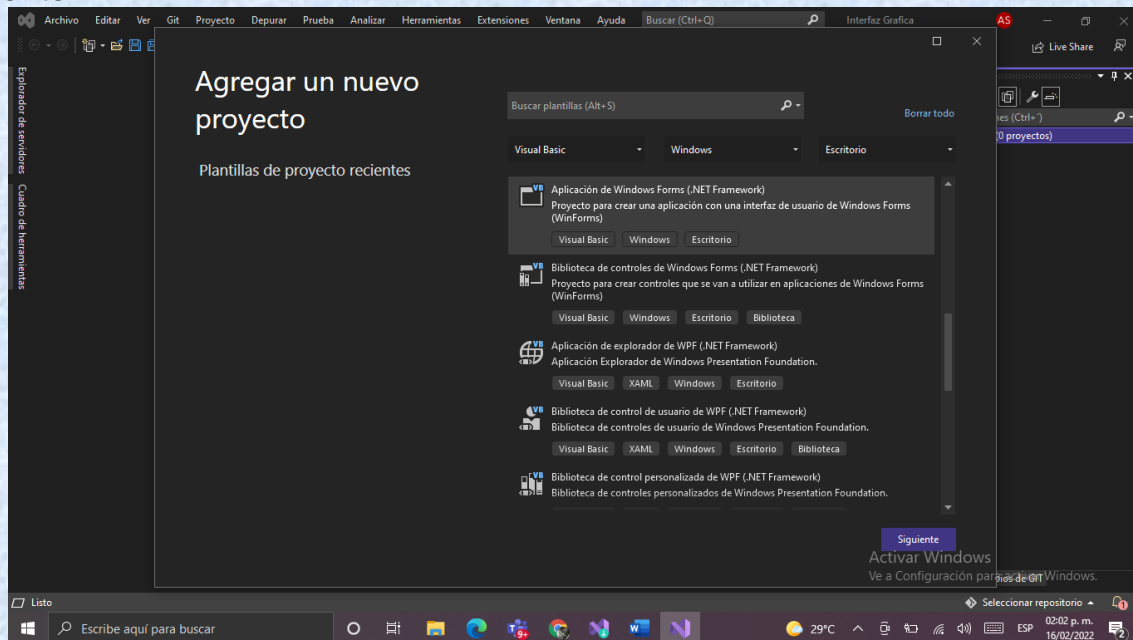 Archivo Editar Ver Git Proyecto Depurar Prueba Analizar Herramientas Extensiones Ventana Ayuda Buscar (Ctrl+Q) Interfaz Grafica AS
Live Share
Explorador de servidores
Cuadro de herramientas
Agregar un nuevo
proyecto
Plantillas de proyecto recientes
Buscar plantillas (Alt+S)
Borrar todo
Visual Basic Windows Escritorio
VB Aplicación de Windows Forms (.NET Framework)
Proyecto para crear una aplicación con una interfaz de usuario de Windows Forms
(WinForms)
Visual Basic Windows Escritorio
VB Biblioteca de controles de Windows Forms (.NET Framework)
Proyecto para crear controles que se van a utilizar en aplicaciones de Windows Forms
(WinForms)
Visual Basic Windows Escritorio Biblioteca
VB Aplicación de explorador de WPF (.NET Framework)
Aplicación Explorador de Windows Presentation Foundation.
Visual Basic XAML Windows Escritorio
VB Biblioteca de control de usuario de WPF (.NET Framework)
Biblioteca de controles de usuario de Windows Presentation Foundation.
Visual Basic XAML Windows Escritorio Biblioteca
VB Biblioteca de control personalizada de WPF (.NET Framework)
Biblioteca de controles personalizados de Windows Presentation Foundation.
Siguiente
(0 proyectos)
Activar Windows
Ve a Configuración para activar Windows.
de GIT
Listo
Seleccionar repositorio
Escribe aquí para buscar
29°C
ESP
02:02 p. m.
16/02/2022